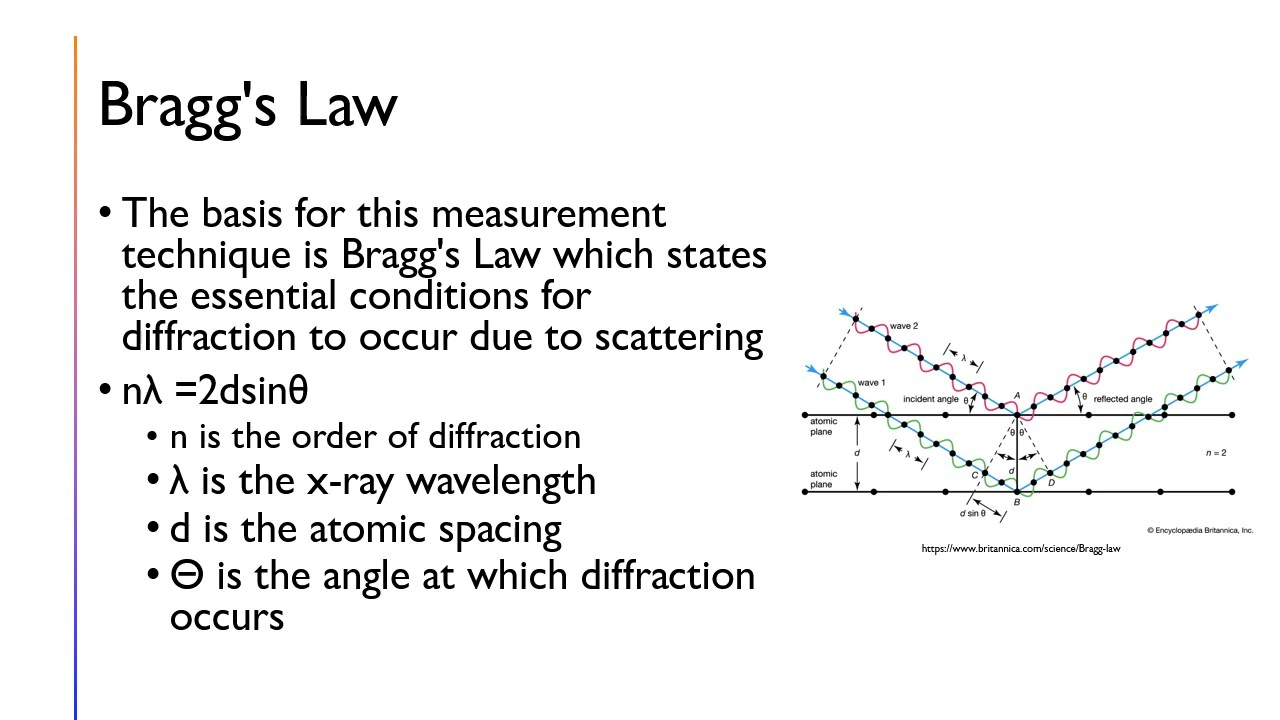 Bragg's Law
• The basis for this measurement
technique is Bragg's Law which states
the essential conditions for
diffraction to occur due to scattering
• nλ =2dsinθ
• n is the order of diffraction
• λ is the x-ray wavelength
• d is the atomic spacing
• Θ is the angle at which diffraction
occurs
wave 2
λ
wave 1
incident angle θ
A
θ reflected angle
atomic
plane
θ θ
d
λ
n = 2
d
atomic
plane
C
D
B
d sin θ
© Encyclopædia Britannica, Inc.
https://www.britannica.com/science/Bragg-law